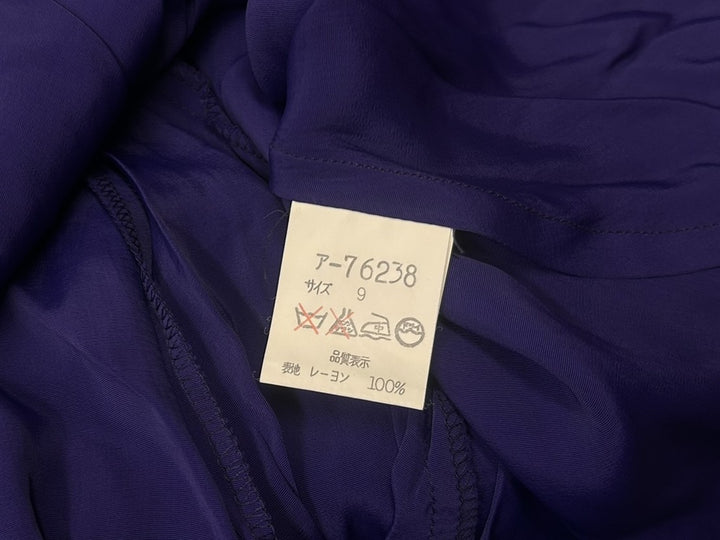 ア-76238
サイズ 9
中
品質表示
表地 レーヨン 100%